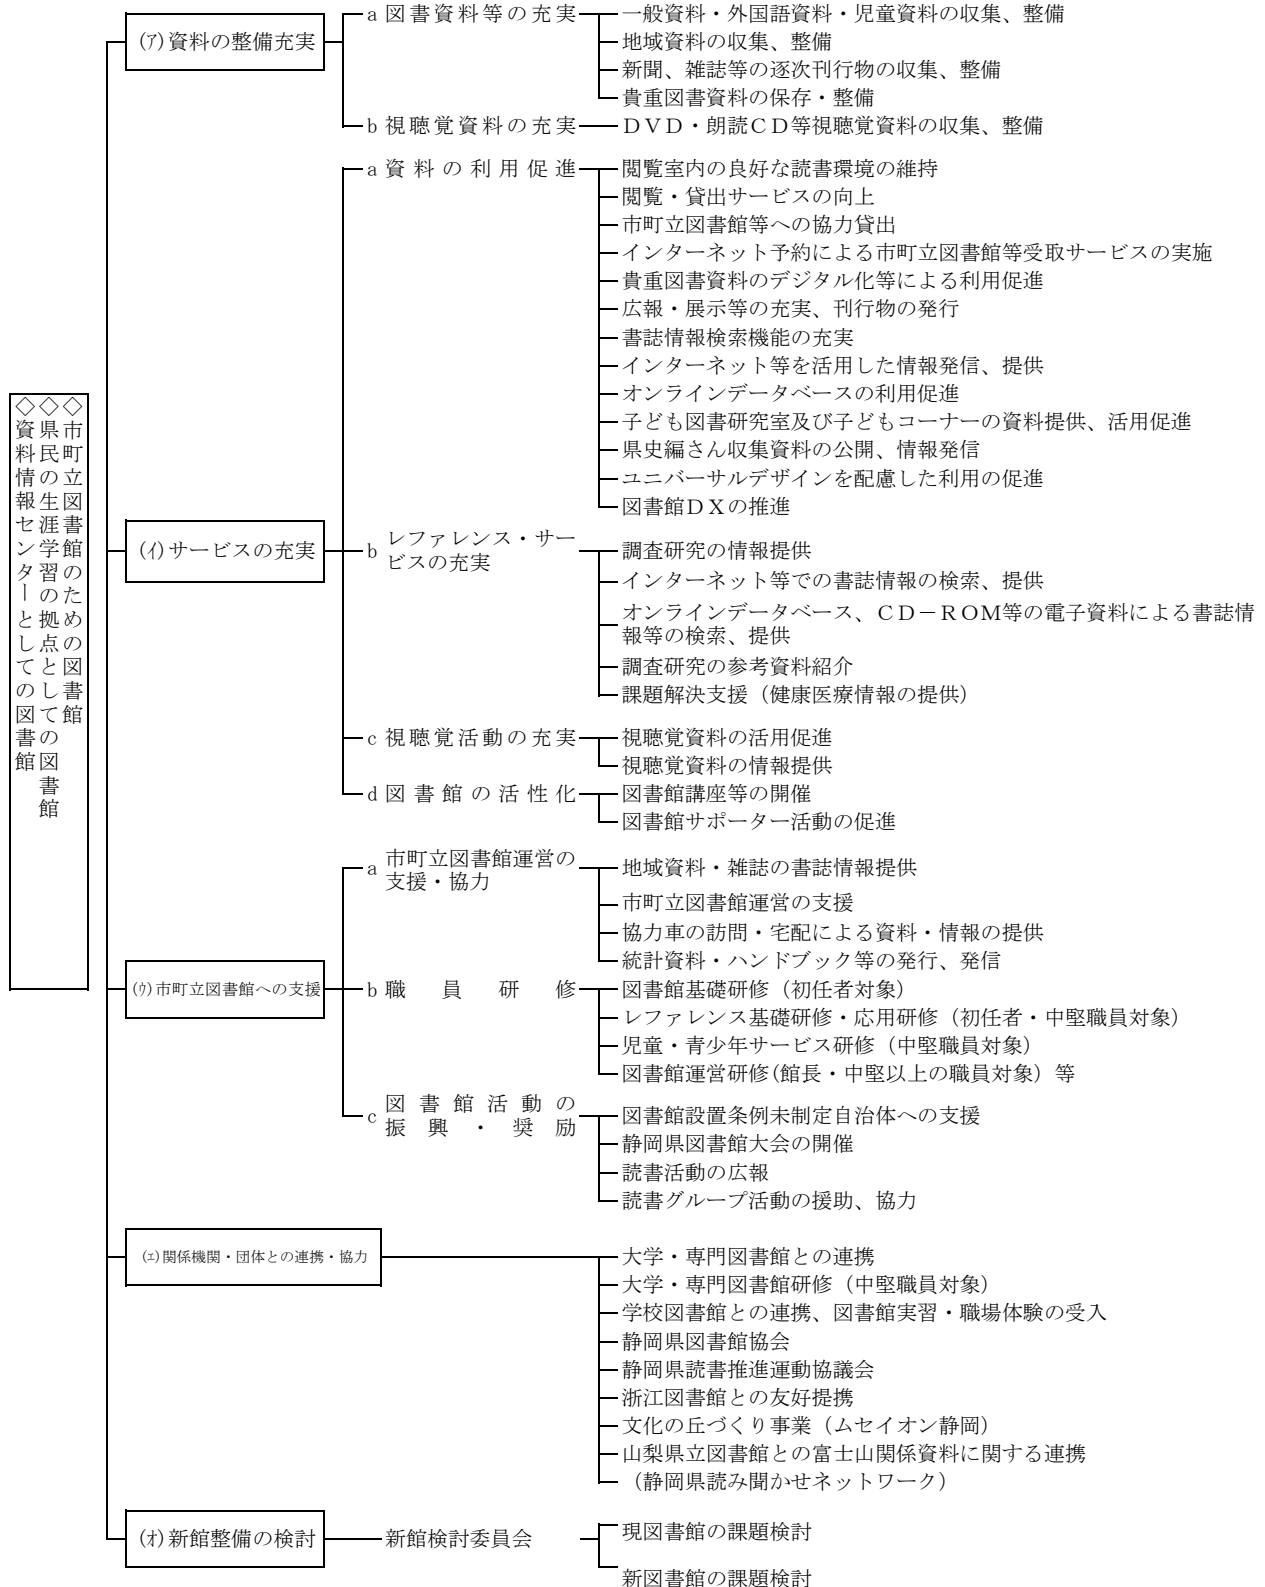 ◇市町立図書館のための図書館
◇県民の生涯学習の拠点としての図書館
◇資料情報センターとしての図書館
(ｱ)資料の整備充実
a 図書資料等の充実
一般資料・外国語資料・児童資料の収集、整備
地域資料の収集、整備
新聞、雑誌等の逐次刊行物の収集、整備
貴重図書資料の保存・整備
b 視聴覚資料の充実
ＤＶＤ・朗読ＣＤ等視聴覚資料の収集、整備
(ｲ)サービスの充実
a 資料の利用促進
閲覧室内の良好な読書環境の維持
閲覧・貸出サービスの向上
市町立図書館等への協力貸出
インターネット予約による市町立図書館等受取サービスの実施
貴重図書資料のデジタル化等による利用促進
広報・展示等の充実、刊行物の発行
書誌情報検索機能の充実
インターネット等を活用した情報発信、提供
オンラインデータベースの利用促進
子ども図書研究室及び子どもコーナーの資料提供、活用促進
県史編さん収集資料の公開、情報発信
ユニバーサルデザインを配慮した利用の促進
図書館ＤＸの推進
b レファレンス・サー
ビスの充実
調査研究の情報提供
インターネット等での書誌情報の検索、提供
オンラインデータベース、ＣＤ－ＲＯＭ等の電子資料による書誌情
報等の検索、提供
調査研究の参考資料紹介
課題解決支援（健康医療情報の提供）
c 視聴覚活動の充実
視聴覚資料の活用促進
視聴覚資料の情報提供
d 図書館の活性化
図書館講座等の開催
図書館サポーター活動の促進
(ｳ)市町立図書館への支援
a 市町立図書館運営の
支援・協力
地域資料・雑誌の書誌情報提供
市町立図書館運営の支援
協力車の訪問・宅配による資料・情報の提供
統計資料・ハンドブック等の発行、発信
b 職員研修
図書館基礎研修（初任者対象）
レファレンス基礎研修・応用研修（初任者・中堅職員対象）
児童・青少年サービス研修（中堅職員対象）
図書館運営研修(館長・中堅以上の職員対象）等
c 図書館活動の
振興・奨励
図書館設置条例未制定自治体への支援
静岡県図書館大会の開催
読書活動の広報
読書グループ活動の援助、協力
(ｴ)関係機関・団体との連携・協力
大学・専門図書館との連携
大学・専門図書館研修（中堅職員対象）
学校図書館との連携、図書館実習・職場体験の受入
静岡県図書館協会
静岡県読書推進運動協議会
浙江図書館との友好提携
文化の丘づくり事業（ムセイオン静岡）
山梨県立図書館との富士山関係資料に関する連携
（静岡県読み聞かせネットワーク）
(ｵ)新館整備の検討
新館検討委員会
現図書館の課題検討
新図書館の課題検討